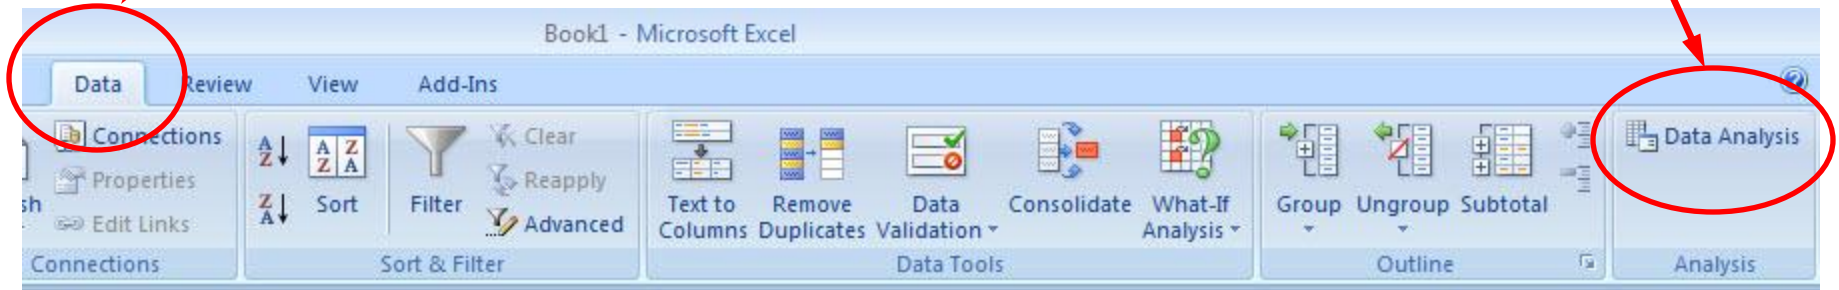 Book1 - Microsoft Excel
Data Review View Add-Ins
Connections
Properties
sh Edit Links
Connections
A
Z
Z
A
A Z
Z A
Sort
Filter
Clear
Reapply
Advanced
Sort & Filter
Text to
Columns
Remove
Duplicates
Data
Validation
Consolidate
What-If
Analysis
Data Tools
Group
Ungroup
Subtotal
Outline
Data Analysis
Analysis